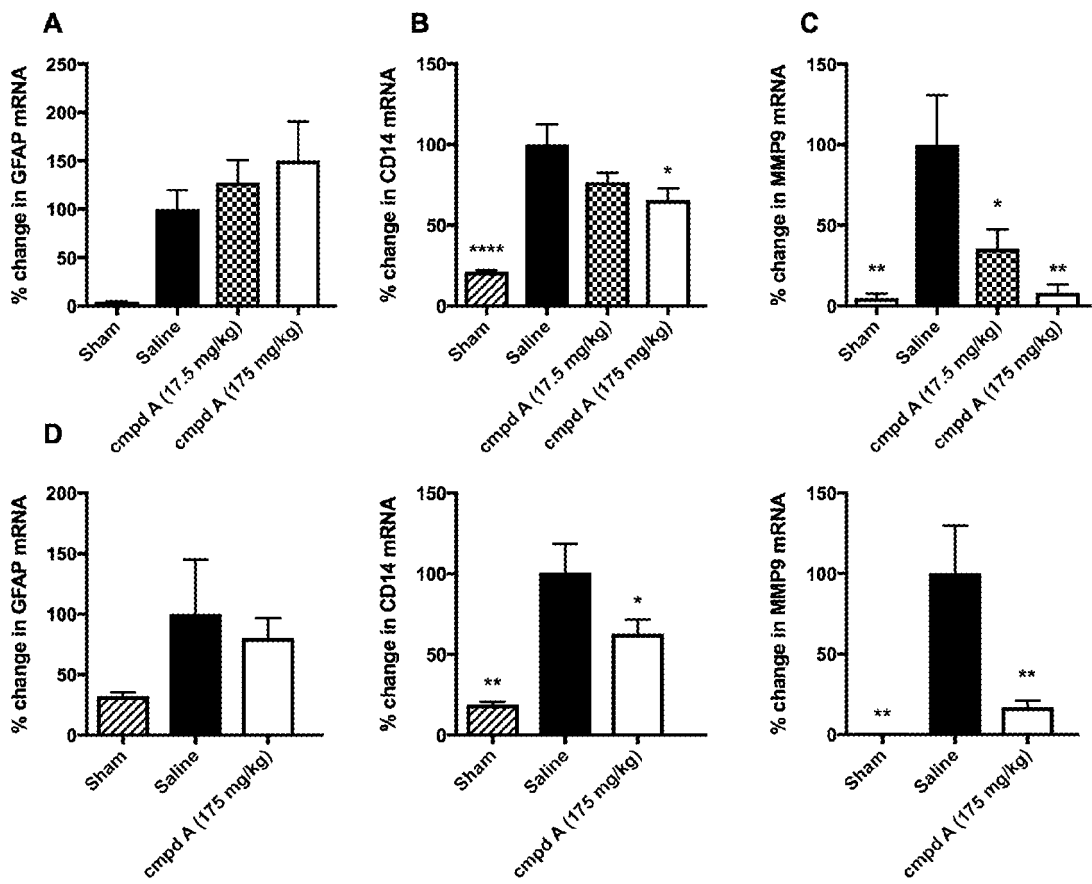 A
% change in GFAP mRNA
250
200
150
100
50
0
Sham
Saline
cmpd A (17.5 mg/kg)
cmpd A (175 mg/kg)
B
% change in CD14 mRNA
150
100
50
0
****
*
Sham
Saline
cmpd A (17.5 mg/kg)
cmpd A (175 mg/kg)
C
% change in MMP9 mRNA
150
100
50
0
**
*
**
Sham
Saline
cmpd A (17.5 mg/kg)
cmpd A (175 mg/kg)
D
% change in GFAP mRNA
200
150
100
50
0
Sham
Saline
cmpd A (175 mg/kg)
% change in CD14 mRNA
150
100
50
0
**
*
Sham
Saline
cmpd A (175 mg/kg)
% change in MMP9 mRNA
150
100
50
0
**
**
Sham
Saline
cmpd A (175 mg/kg)